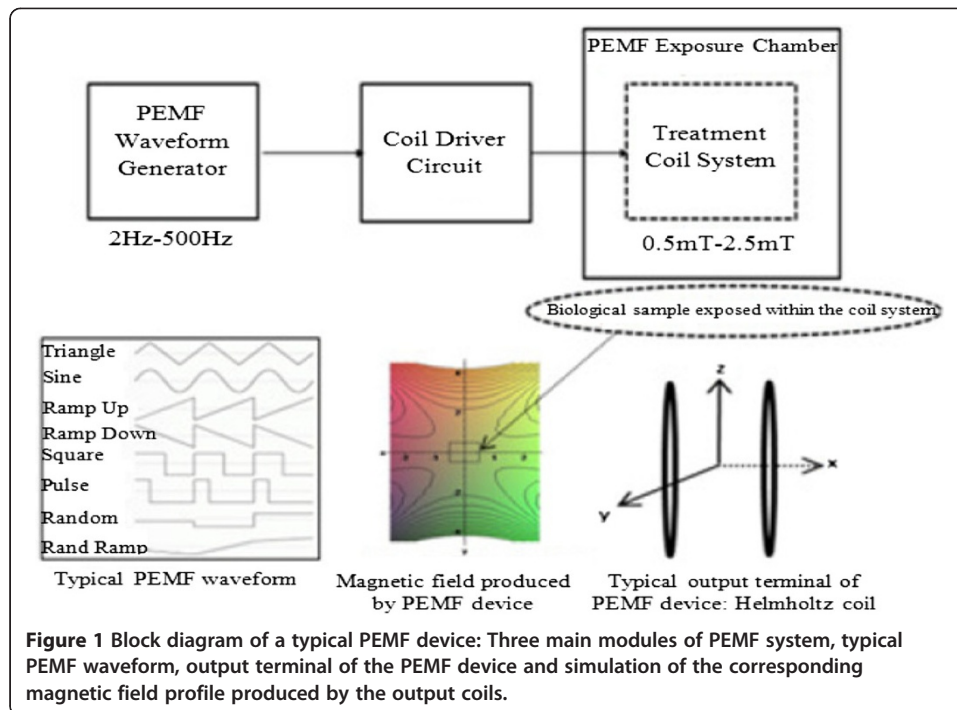 PEMF Exposure Chamber
PEMF
Waveform
Generator
Coil Driver
Circuit
Treatment
Coil System
2Hz-500Hz
0.5mT-2.5mT
Biological sample exposed within the coil system
Triangle
Sine
Ramp Up
Ramp Down
Square
Pulse
Random
Rand Ramp
Typical PEMF waveform
Magnetic field produced
by PEMF device
z
x
Y
Typical output terminal of
PEMF device: Helmholtz coil
Figure 1 Block diagram of a typical PEMF device: Three main modules of PEMF system, typical
PEMF waveform, output terminal of the PEMF device and simulation of the corresponding
magnetic field profile produced by the output coils.